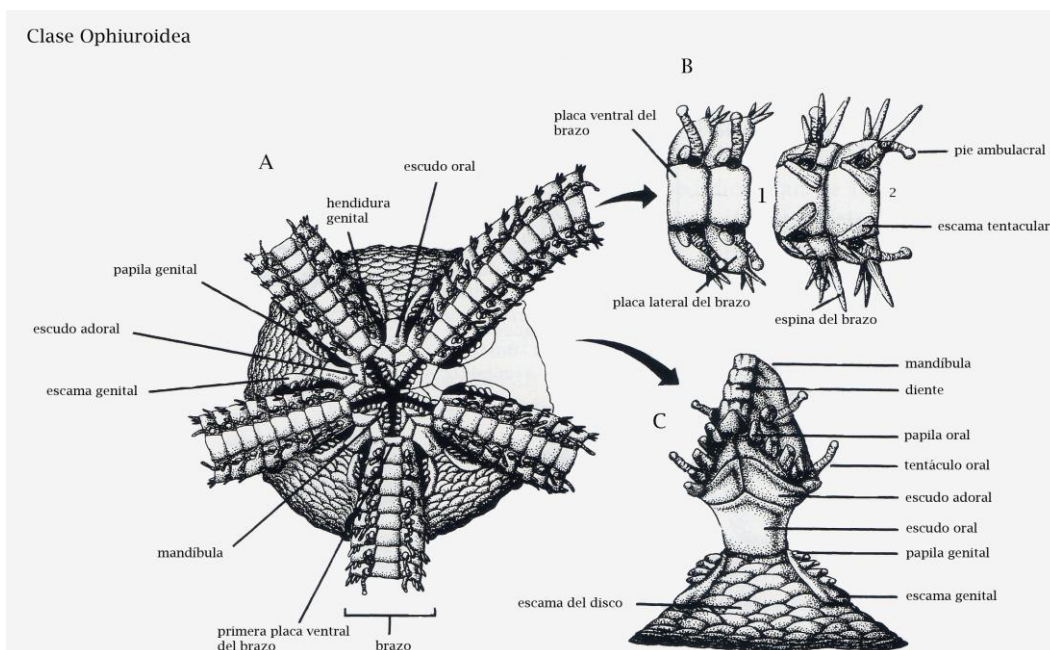 Clase Ophiuroidea
A
escudo oral
hendidura
genital
papila genital
escudo adoral
escama genital
mandíbula
primera placa ventral
del brazo
brazo
B
placa ventral del
brazo
1
2
pie ambulacral
escama tentacular
placa lateral del brazo
espina del brazo
C
mandíbula
diente
papila oral
tentáculo oral
escudo adoral
escudo oral
papila genital
escama genital
escama del disco